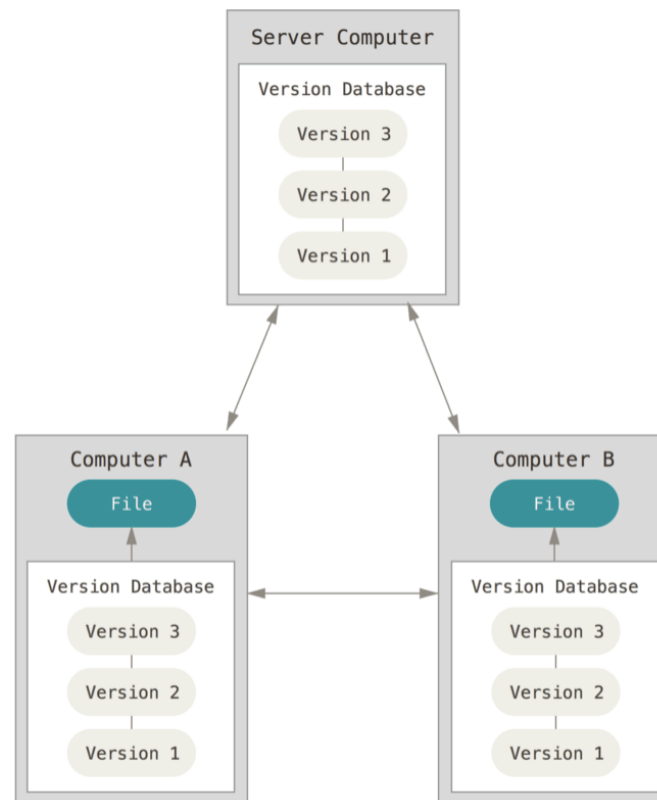 Server Computer
Version Database
Version 3
Version 2
Version 1
Computer A
File
Version Database
Version 3
Version 2
Version 1
Computer B
File
Version Database
Version 3
Version 2
Version 1